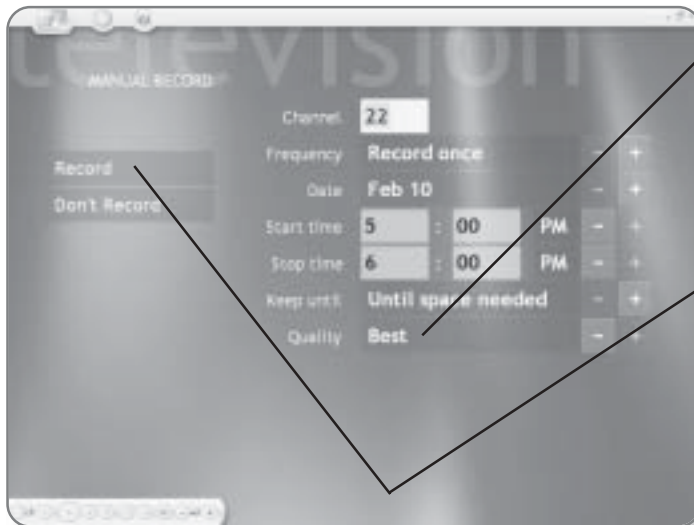 television
MANUAL RECORD
Channel 22
Frequency Record once - +
Record
Date Feb 10 - +
Don't Record
Start time 5 : 00 PM - +
Stop time 6 : 00 PM - +
Keep until Until space needed - +
Quality Best - +